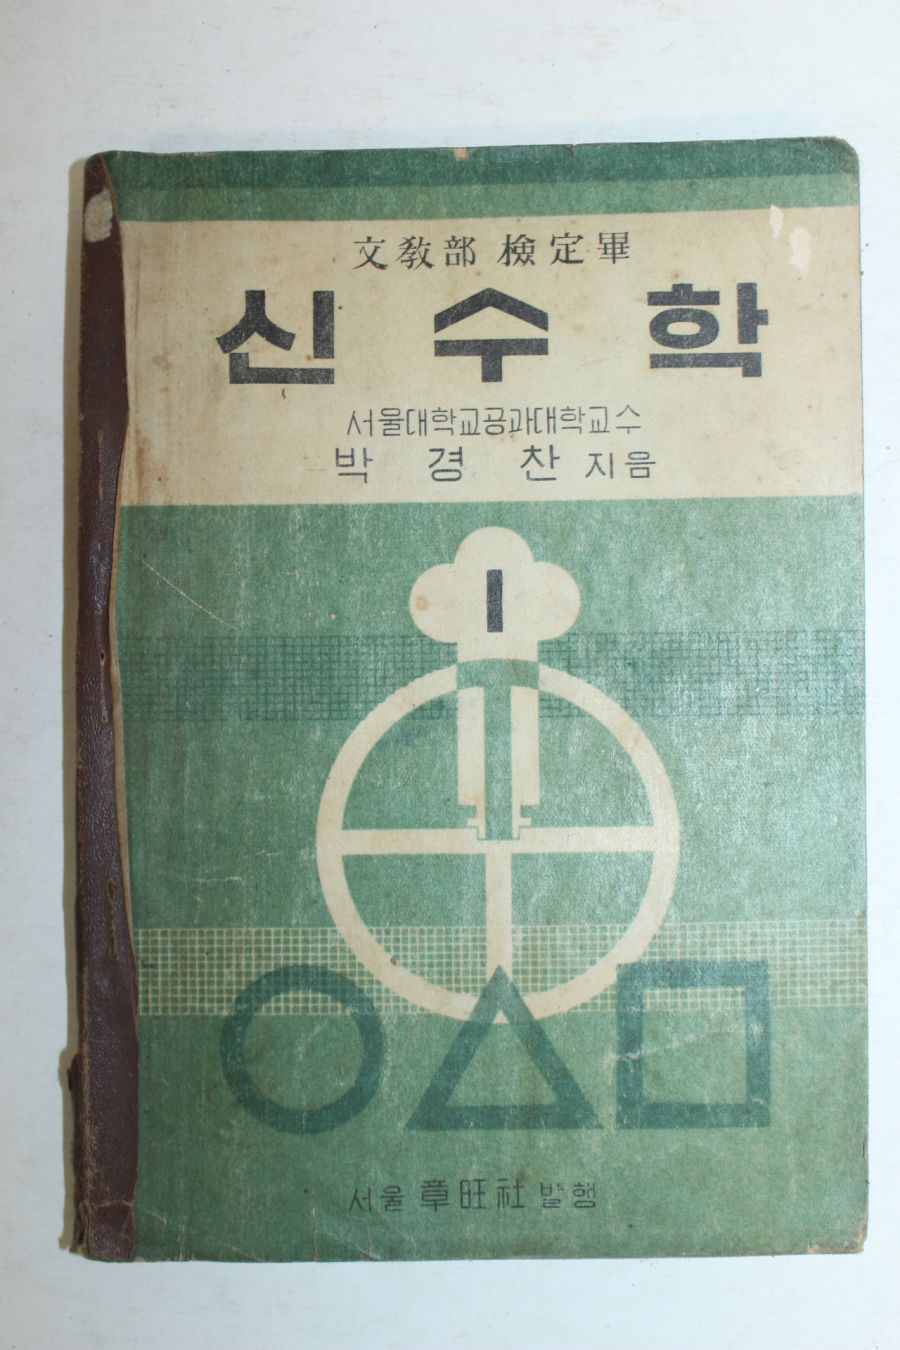 文敎部 檢定畢
신수학
서울대학교공과대학교수
박경찬 지음
I
서울 章旺社 발행